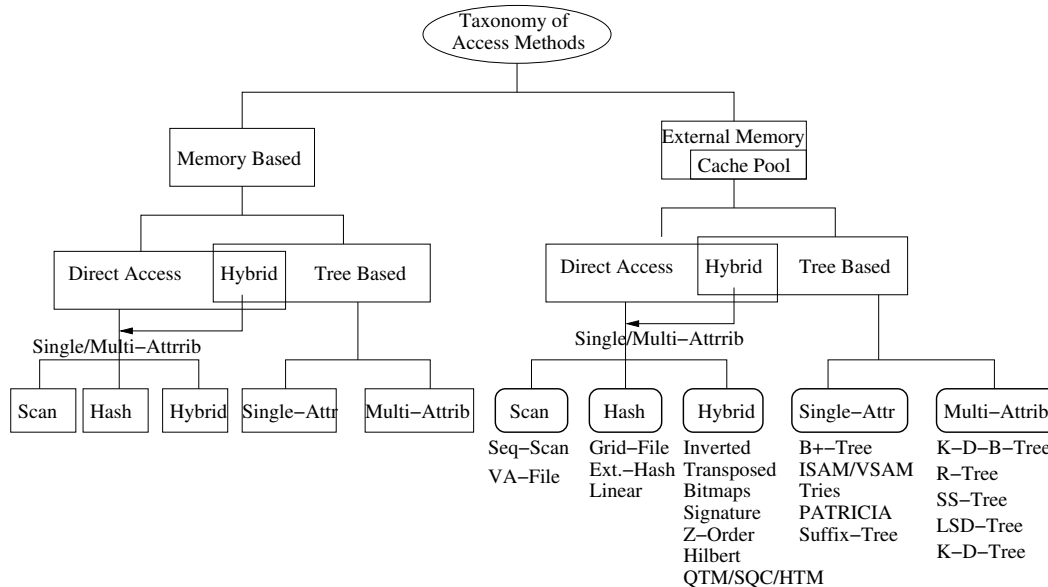 Taxonomy of
Access Methods
Memory Based
External Memory
Cache Pool
Direct Access
Hybrid
Tree Based
Direct Access
Hybrid
Tree Based
Single/Multi−Attrrib
Single/Multi−Attrrib
Scan
Hash
Hybrid
Single−Attr
Multi−Attrib
Scan
Hash
Hybrid
Single−Attr
Multi−Attrib
Seq−Scan
VA−File
Grid−File
Ext.−Hash
Linear
Inverted
Transposed
Bitmaps
Signature
Z−Order
Hilbert
QTM/SQC/HTM
B+−Tree
ISAM/VSAM
Tries
PATRICIA
Suffix−Tree
K−D−B−Tree
R−Tree
SS−Tree
LSD−Tree
K−D−Tree